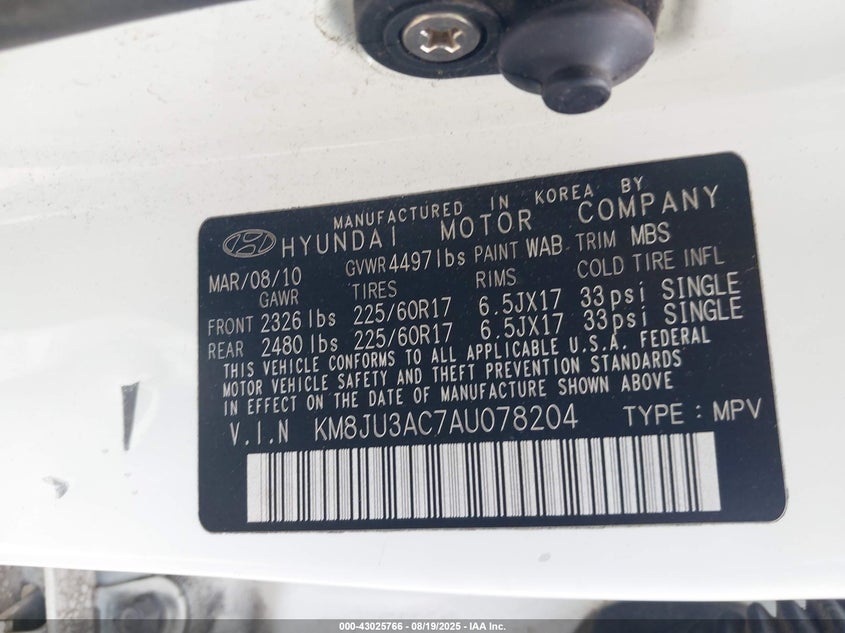 MANUFACTURED IN KOREA BY
HYUNDAI MOTOR COMPANY
MAR/08/10 GVWR 4497lbs PAINT WAB TRIM MBS
GAWR TIRES RIMS COLD TIRE INFL
FRONT 2326 lbs 225/60R17 6.5JX17 33psi SINGLE
REAR 2480 lbs 225/60R17 6.5JX17 33psi SINGLE
THIS VEHICLE CONFORMS TO ALL APPLICABLE U.S.A. FEDERAL
MOTOR VEHICLE SAFETY AND THEFT PREVENTION STANDARDS
IN EFFECT ON THE DATE OF MANUFACTURE SHOWN ABOVE
V.I.N KM8JU3AC7AU078204 TYPE : MPV
000-43025766 - 08/19/2025 - IAA Inc.